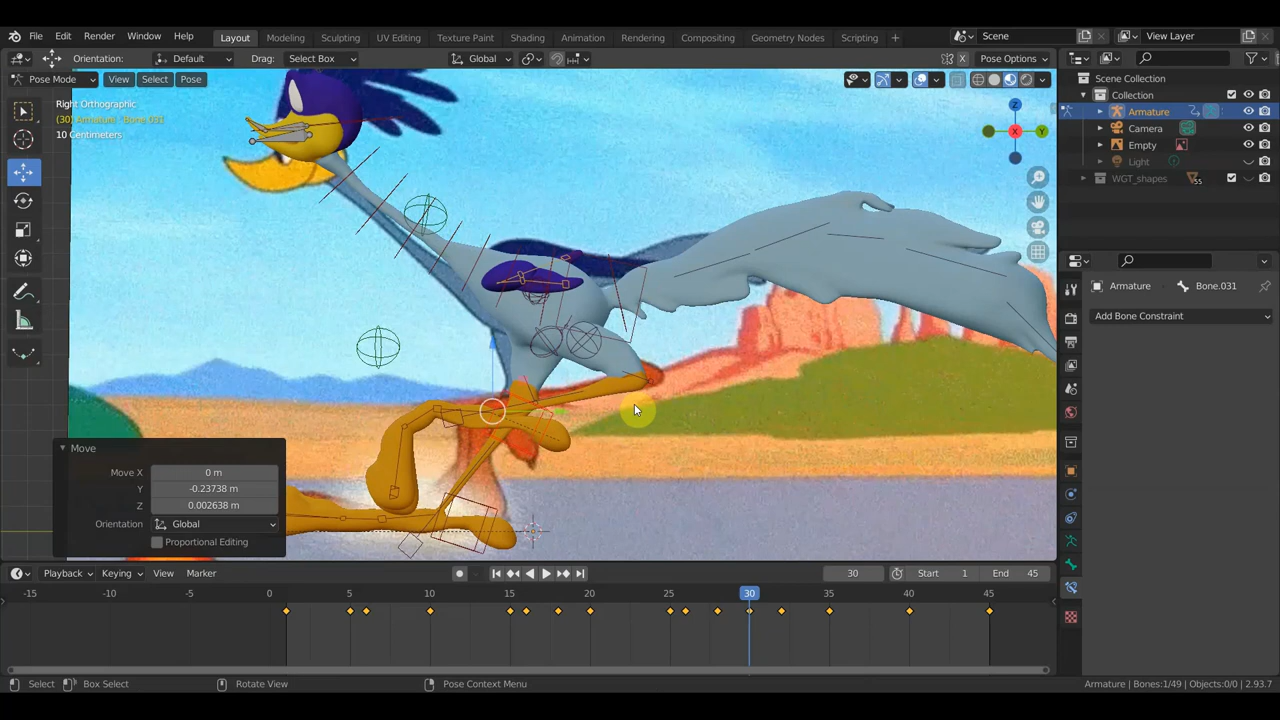 File Edit Render Window Help Layout Modeling Sculpting UV Editing Texture Paint Shading Animation Rendering Compositing Geometry Nodes Scripting + Scene View Layer
Orientation: Default Drag: Select Box Global Pose Options
Pose Mode View Select Pose
Scene Collection
Collection
Armature
Camera
Empty
Light
WGT_shapes 55
Right Orthographic
(30) Armature : Bone.031
10 Centimeters
Z
X
Y
Armature Bone.031
Add Bone Constraint
Move
Move X 0 m
Y -0.23738 m
Z 0.002638 m
Orientation Global
Proportional Editing
Playback Keying View Marker 30 Start 1 End 45
-15 -10 -5 0 5 10 15 20 25 30 35 40 45
Select Box Select Rotate View Pose Context Menu Armature | Bones:1/49 | Objects:0/0 | 2.93.7